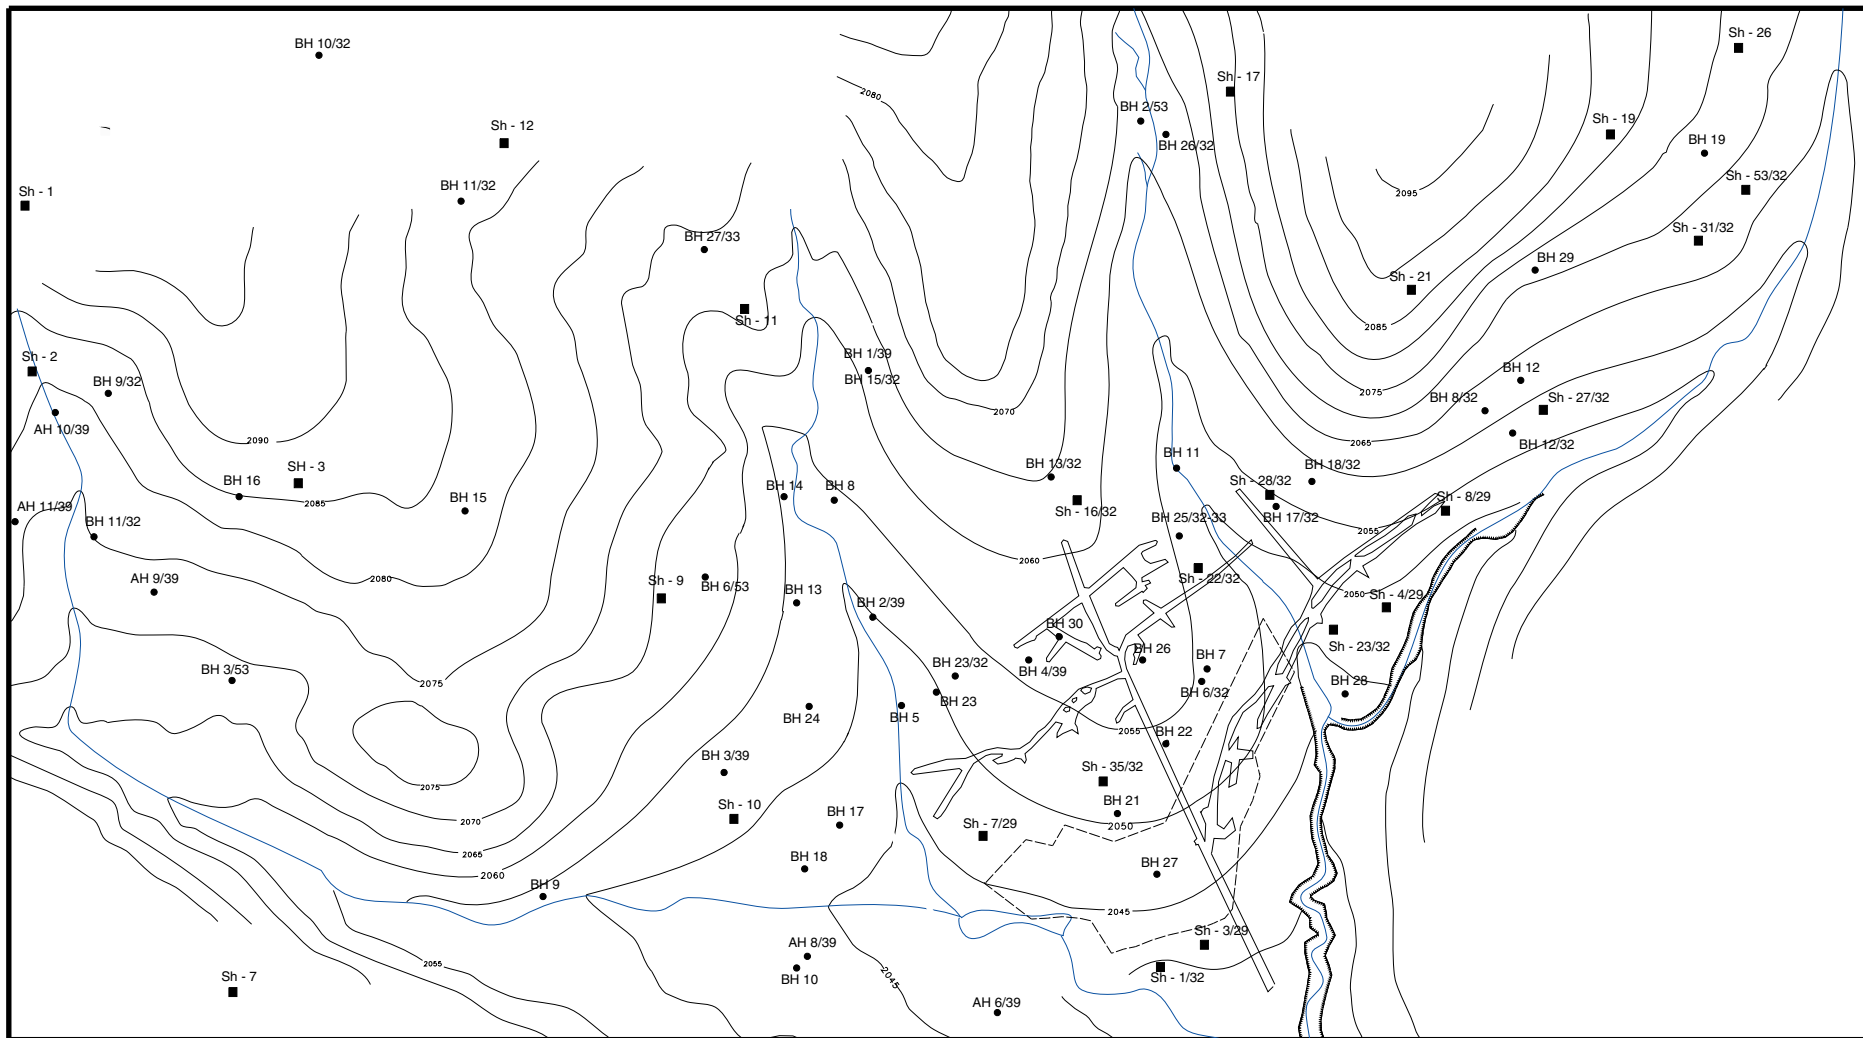 Sh - 26
BH 10/32
Sh - 17
2080
BH 2/53
Sh - 19
Sh - 12
BH 26/32
BH 19
BH 11/32
Sh - 53/32
Sh - 1
2095
Sh - 31/32
BH 27/33
BH 29
Sh - 21
Sh - 11
2085
BH 1/39
Sh - 2
BH 12
BH 9/32
BH 15/32
2075
BH 8/32
Sh - 27/32
2070
AH 10/39
2090
2065
BH 12/32
SH - 3
BH 13/32
BH 18/32
BH 16
2085
BH 15
BH 14
BH 8
Sh - 28/32
Sh - 8/29
AH 11/39
BH 11/32
BH 11
Sh - 16/32
BH 25/32-33
BH 17/32
2055
2060
2080
AH 9/39
Sh - 9
BH 6/53
BH 13
BH 2/39
Sh - 22/32
2050
Sh - 4/29
BH 30
Sh - 23/32
BH 3/53
2075
BH 23/32
BH 4/39
BH 26
BH 7
BH 28
BH 24
BH 5
BH 23
BH 6/32
2055
BH 22
BH 3/39
Sh - 35/32
2075
Sh - 10
BH 17
Sh - 7/29
BH 21
2050
2070
2065
BH 18
BH 27
2060
BH 9
2045
Sh - 3/29
AH 8/39
2055
Sh - 7
BH 10
2045
Sh - 1/32
AH 6/39